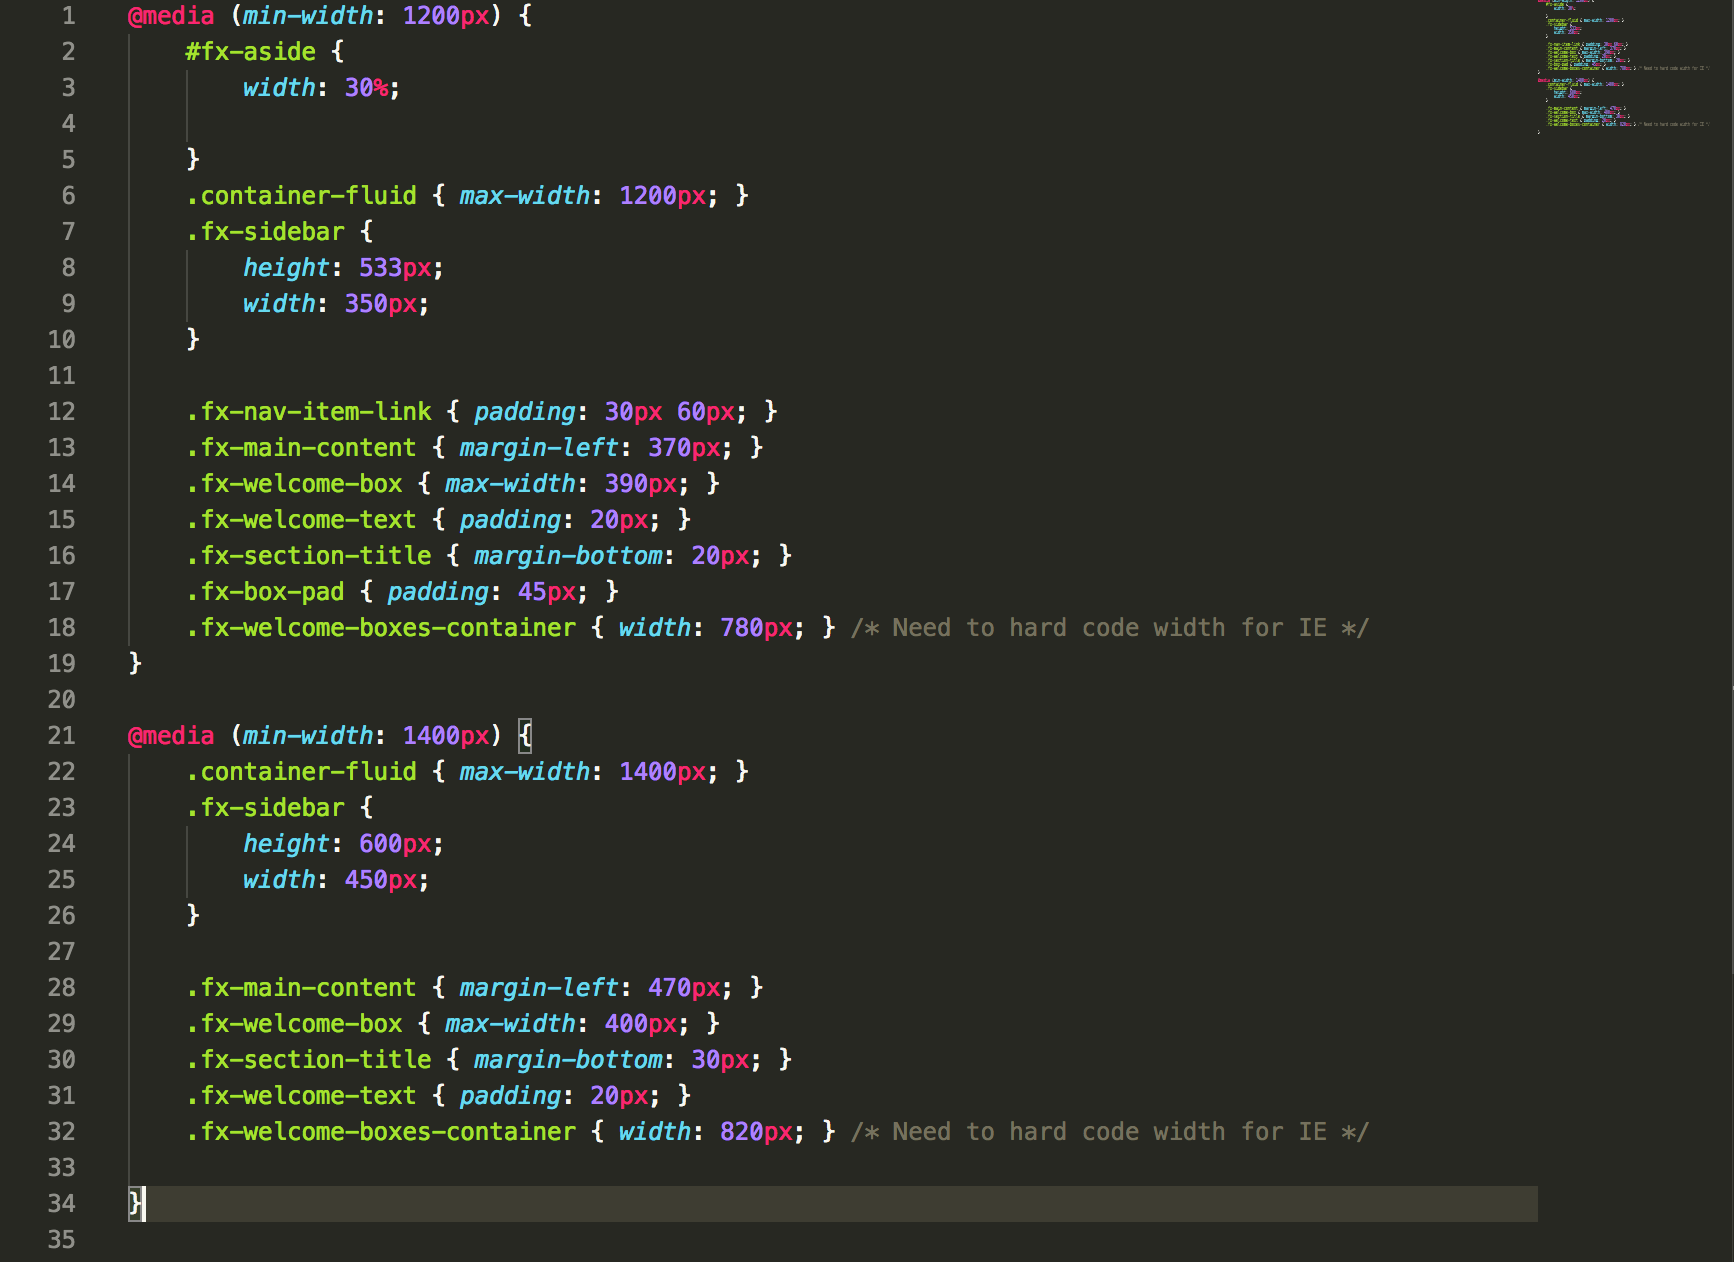 1 @media (min-width: 1200px) {
2 #fx-aside {
3 width: 30%;
4
5 }
6 .container-fluid { max-width: 1200px; }
7 .fx-sidebar {
8 height: 533px;
9 width: 350px;
10 }
11
12 .fx-nav-item-link { padding: 30px 60px; }
13 .fx-main-content { margin-left: 370px; }
14 .fx-welcome-box { max-width: 390px; }
15 .fx-welcome-text { padding: 20px; }
16 .fx-section-title { margin-bottom: 20px; }
17 .fx-box-pad { padding: 45px; }
18 .fx-welcome-boxes-container { width: 780px; } /* Need to hard code width for IE */
19 }
20
21 @media (min-width: 1400px) {
22 .container-fluid { max-width: 1400px; }
23 .fx-sidebar {
24 height: 600px;
25 width: 450px;
26 }
27
28 .fx-main-content { margin-left: 470px; }
29 .fx-welcome-box { max-width: 400px; }
30 .fx-section-title { margin-bottom: 30px; }
31 .fx-welcome-text { padding: 20px; }
32 .fx-welcome-boxes-container { width: 820px; } /* Need to hard code width for IE */
33
34 }
35